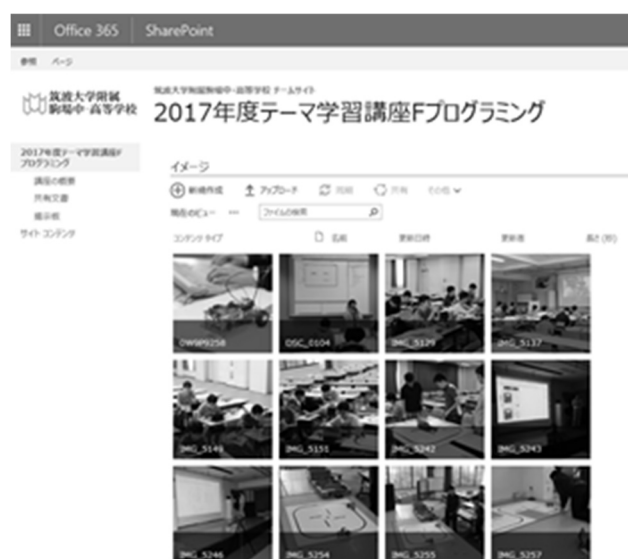 Office 365 SharePoint
参照 ページ
筑波大学附属
駒場中・高等学校
筑波大学附属駒場中・高等学校 チームサイト
2017年度テーマ学習講座Fプログラミング
2017年度テーマ学習講座F
プログラミング
講座の概要
共有文書
掲示板
サイト コンテンツ
イメージ
新規作成 アップロード 同期 共有 その他
現在のビュー ••• ファイルの検索
コンテンツ タイプ 名前 更新日時 更新者 長さ (秒)
DSC_0104 IMG_5129 IMG_5137
IMG_5149 IMG_5151 IMG_5242 IMG_5243
IMG_5246 IMG_5254 IMG_5255 IMG_5257